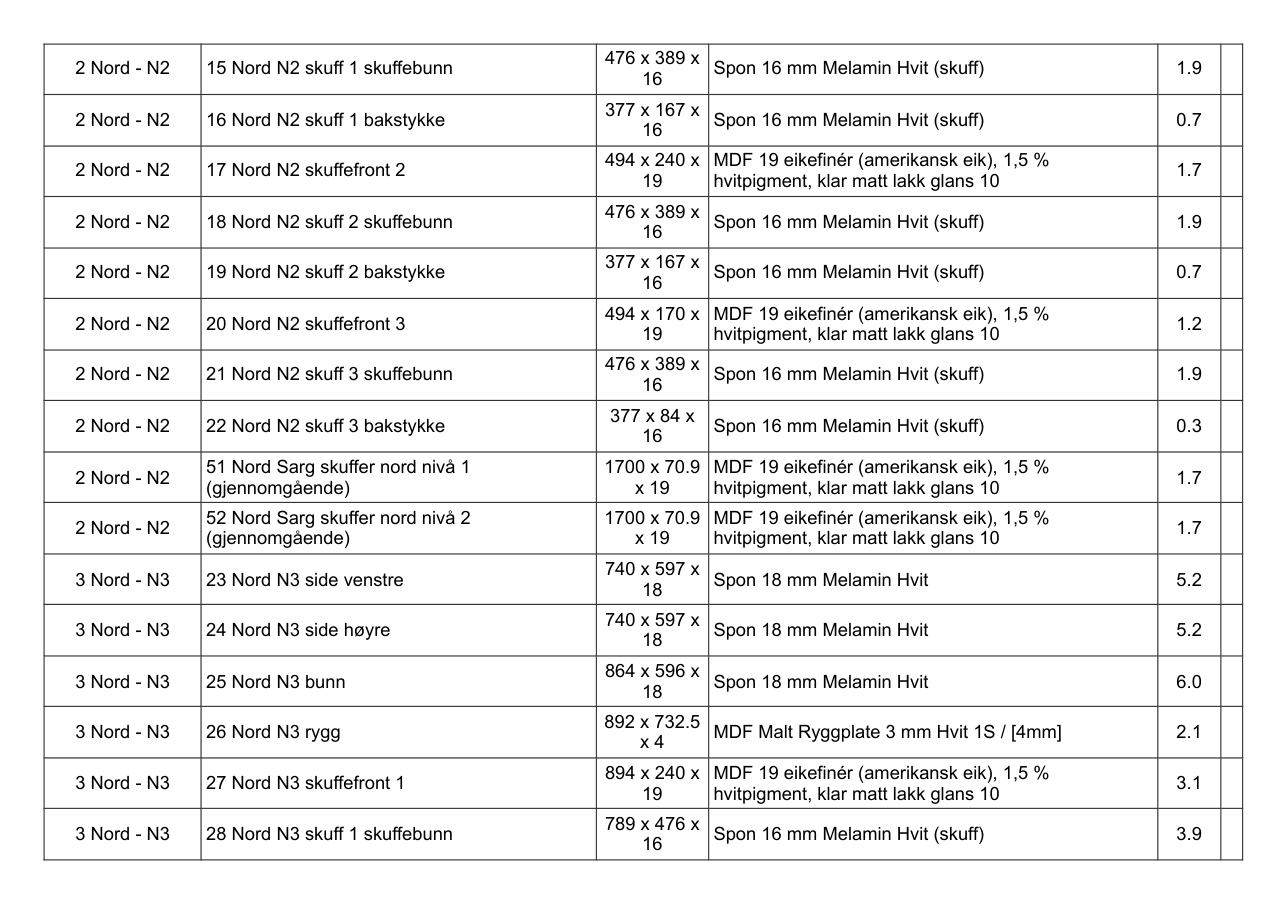 2 Nord - N2 15 Nord N2 skuff 1 skuffebunn 476 x 389 x
16 Spon 16 mm Melamin Hvit (skuff) 1.9
2 Nord - N2 16 Nord N2 skuff 1 bakstykke 377 x 167 x
16 Spon 16 mm Melamin Hvit (skuff) 0.7
2 Nord - N2 17 Nord N2 skuffefront 2 494 x 240 x
19 MDF 19 eikefinér (amerikansk eik), 1,5 %
hvitpigment, klar matt lakk glans 10 1.7
2 Nord - N2 18 Nord N2 skuff 2 skuffebunn 476 x 389 x
16 Spon 16 mm Melamin Hvit (skuff) 1.9
2 Nord - N2 19 Nord N2 skuff 2 bakstykke 377 x 167 x
16 Spon 16 mm Melamin Hvit (skuff) 0.7
2 Nord - N2 20 Nord N2 skuffefront 3 494 x 170 x
19 MDF 19 eikefinér (amerikansk eik), 1,5 %
hvitpigment, klar matt lakk glans 10 1.2
2 Nord - N2 21 Nord N2 skuff 3 skuffebunn 476 x 389 x
16 Spon 16 mm Melamin Hvit (skuff) 1.9
2 Nord - N2 22 Nord N2 skuff 3 bakstykke 377 x 84 x
16 Spon 16 mm Melamin Hvit (skuff) 0.3
2 Nord - N2 51 Nord Sarg skuffer nord nivå 1
(gjennomgående) 1700 x 70.9
x 19 MDF 19 eikefinér (amerikansk eik), 1,5 %
hvitpigment, klar matt lakk glans 10 1.7
2 Nord - N2 52 Nord Sarg skuffer nord nivå 2
(gjennomgående) 1700 x 70.9
x 19 MDF 19 eikefinér (amerikansk eik), 1,5 %
hvitpigment, klar matt lakk glans 10 1.7
3 Nord - N3 23 Nord N3 side venstre 740 x 597 x
18 Spon 18 mm Melamin Hvit 5.2
3 Nord - N3 24 Nord N3 side høyre 740 x 597 x
18 Spon 18 mm Melamin Hvit 5.2
3 Nord - N3 25 Nord N3 bunn 864 x 596 x
18 Spon 18 mm Melamin Hvit 6.0
3 Nord - N3 26 Nord N3 rygg 892 x 732.5
x 4 MDF Malt Ryggplate 3 mm Hvit 1S / [4mm] 2.1
3 Nord - N3 27 Nord N3 skuffefront 1 894 x 240 x
19 MDF 19 eikefinér (amerikansk eik), 1,5 %
hvitpigment, klar matt lakk glans 10 3.1
3 Nord - N3 28 Nord N3 skuff 1 skuffebunn 789 x 476 x
16 Spon 16 mm Melamin Hvit (skuff) 3.9